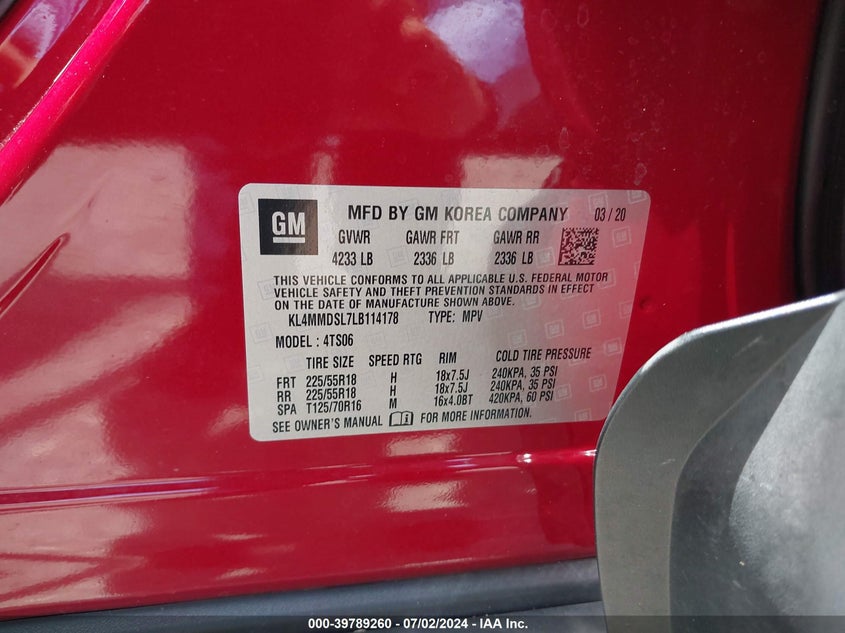 GM MFD BY GM KOREA COMPANY 03/20
GVWR GAWR FRT GAWR RR
4233 LB 2336 LB 2336 LB
THIS VEHICLE CONFORMS TO ALL APPLICABLE U.S. FEDERAL MOTOR
VEHICLE SAFETY AND THEFT PREVENTION STANDARDS IN EFFECT
ON THE DATE OF MANUFACTURE SHOWN ABOVE.
KL4MMDSL7LB114178 TYPE: MPV
MODEL : 4TS06
TIRE SIZE SPEED RTG RIM COLD TIRE PRESSURE
FRT 225/55R18 H 18x7.5J 240KPA, 35 PSI
RR 225/55R18 H 18x7.5J 240KPA, 35 PSI
SPA T125/70R16 M 16x4.0BT 420KPA, 60 PSI
SEE OWNER'S MANUAL FOR MORE INFORMATION.
000-39789260 - 07/02/2024 - IAA Inc.